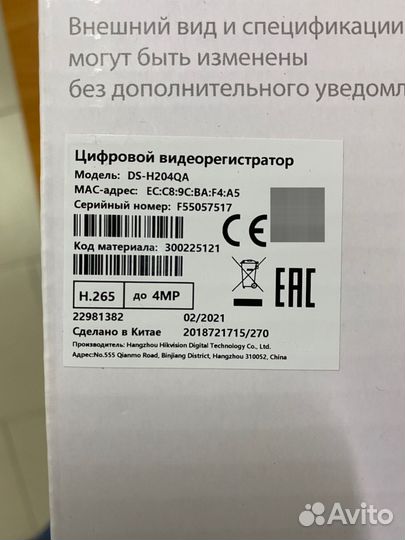 Внешний вид и спецификации
могут быть изменены
без дополнительного уведомл
Цифровой видеорегистратор
Модель: DS-H204QA
MAC-адрес: EC:C8:9C:BA:F4:A5
Серийный номер: F55057517
Код материала: 300225121
CE
EAC
H.265 до 4MP
22981382 02/2021
Сделано в Китае 2018721715/270
Производитель: Hangzhou Hikvision Digital Technology Co., Ltd.
Адрес:No.555 Qianmo Road, Binjiang District, Hangzhou 310052, China
Avito